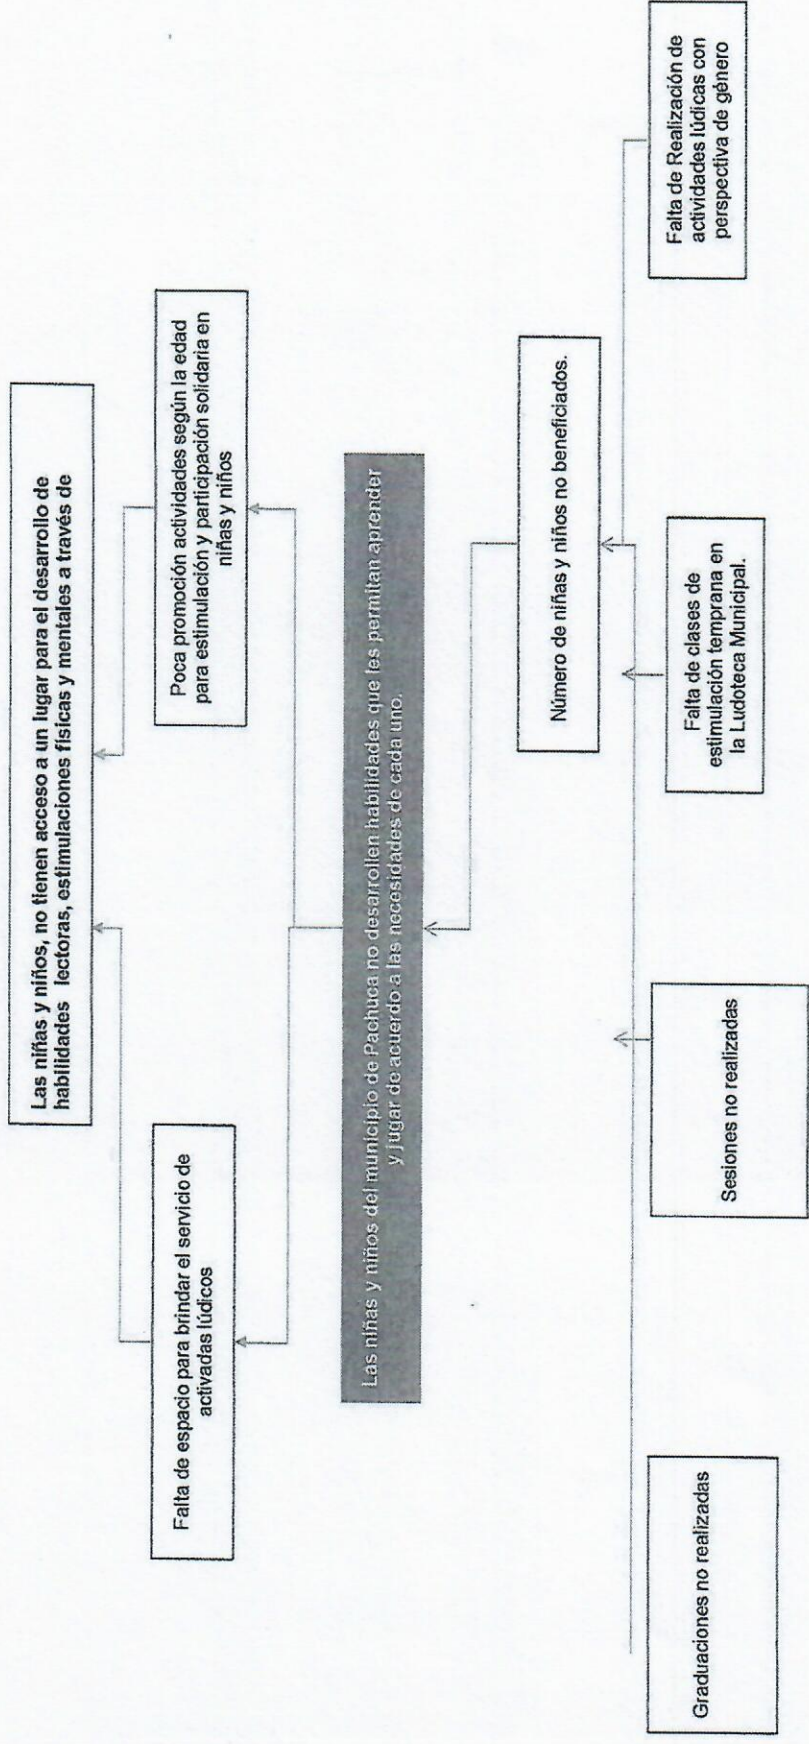 Las niñas y niños, no tienen acceso a un lugar para el desarrollo de
habilidades lectoras, estimulaciones físicas y mentales a través de
Falta de espacio para brindar el servicio de
activadas lúdicos
Poca promoción actividades según la edad
para estimulación y participación solidaria en
niñas y niños
Las niñas y niños del municipio de Pachuca no desarrollen habilidades que les permitan aprender
y jugar de acuerdo a las necesidades de cada uno.
Número de niñas y niños no beneficiados.
Graduaciones no realizadas
Sesiones no realizadas
Falta de clases de
estimulación temprana en
la Ludoteca Municipal.
Falta de Realización de
actividades lúdicas con
perspectiva de género